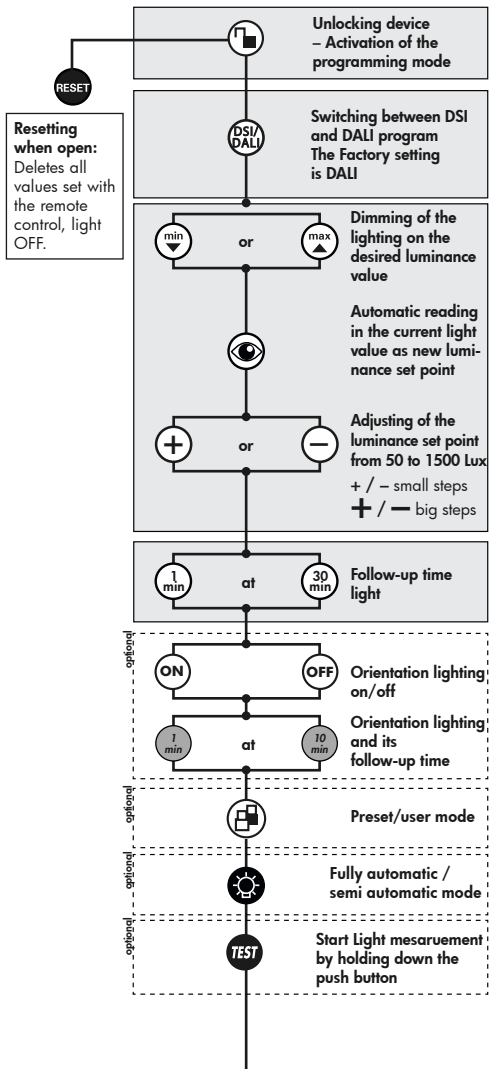 Unlocking device
– Activation of the
programming mode
RESET
Resetting
when open:
Deletes all
values set with
the remote
control, light
OFF.
DSI/
DALI
Switching between DSI
and DALI program
The Factory setting
is DALI
min
or
max
Dimming of the
lighting on the
desired luminance
value
Automatic reading
in the current light
value as new lumi-
nance set point
+
or
–
Adjusting of the
luminance set point
from 50 to 1500 Lux
+ / – small steps
+ / – big steps
1
min
at
30
min
Follow-up time
light
optional
ON
OFF
Orientation lighting
on/off
1
min
at
10
min
Orientation lighting
and its
follow-up time
optional
Preset/user mode
optional
Fully automatic /
semi automatic mode
optional
TEST
Start Light mesaruement
by holding down the
push button